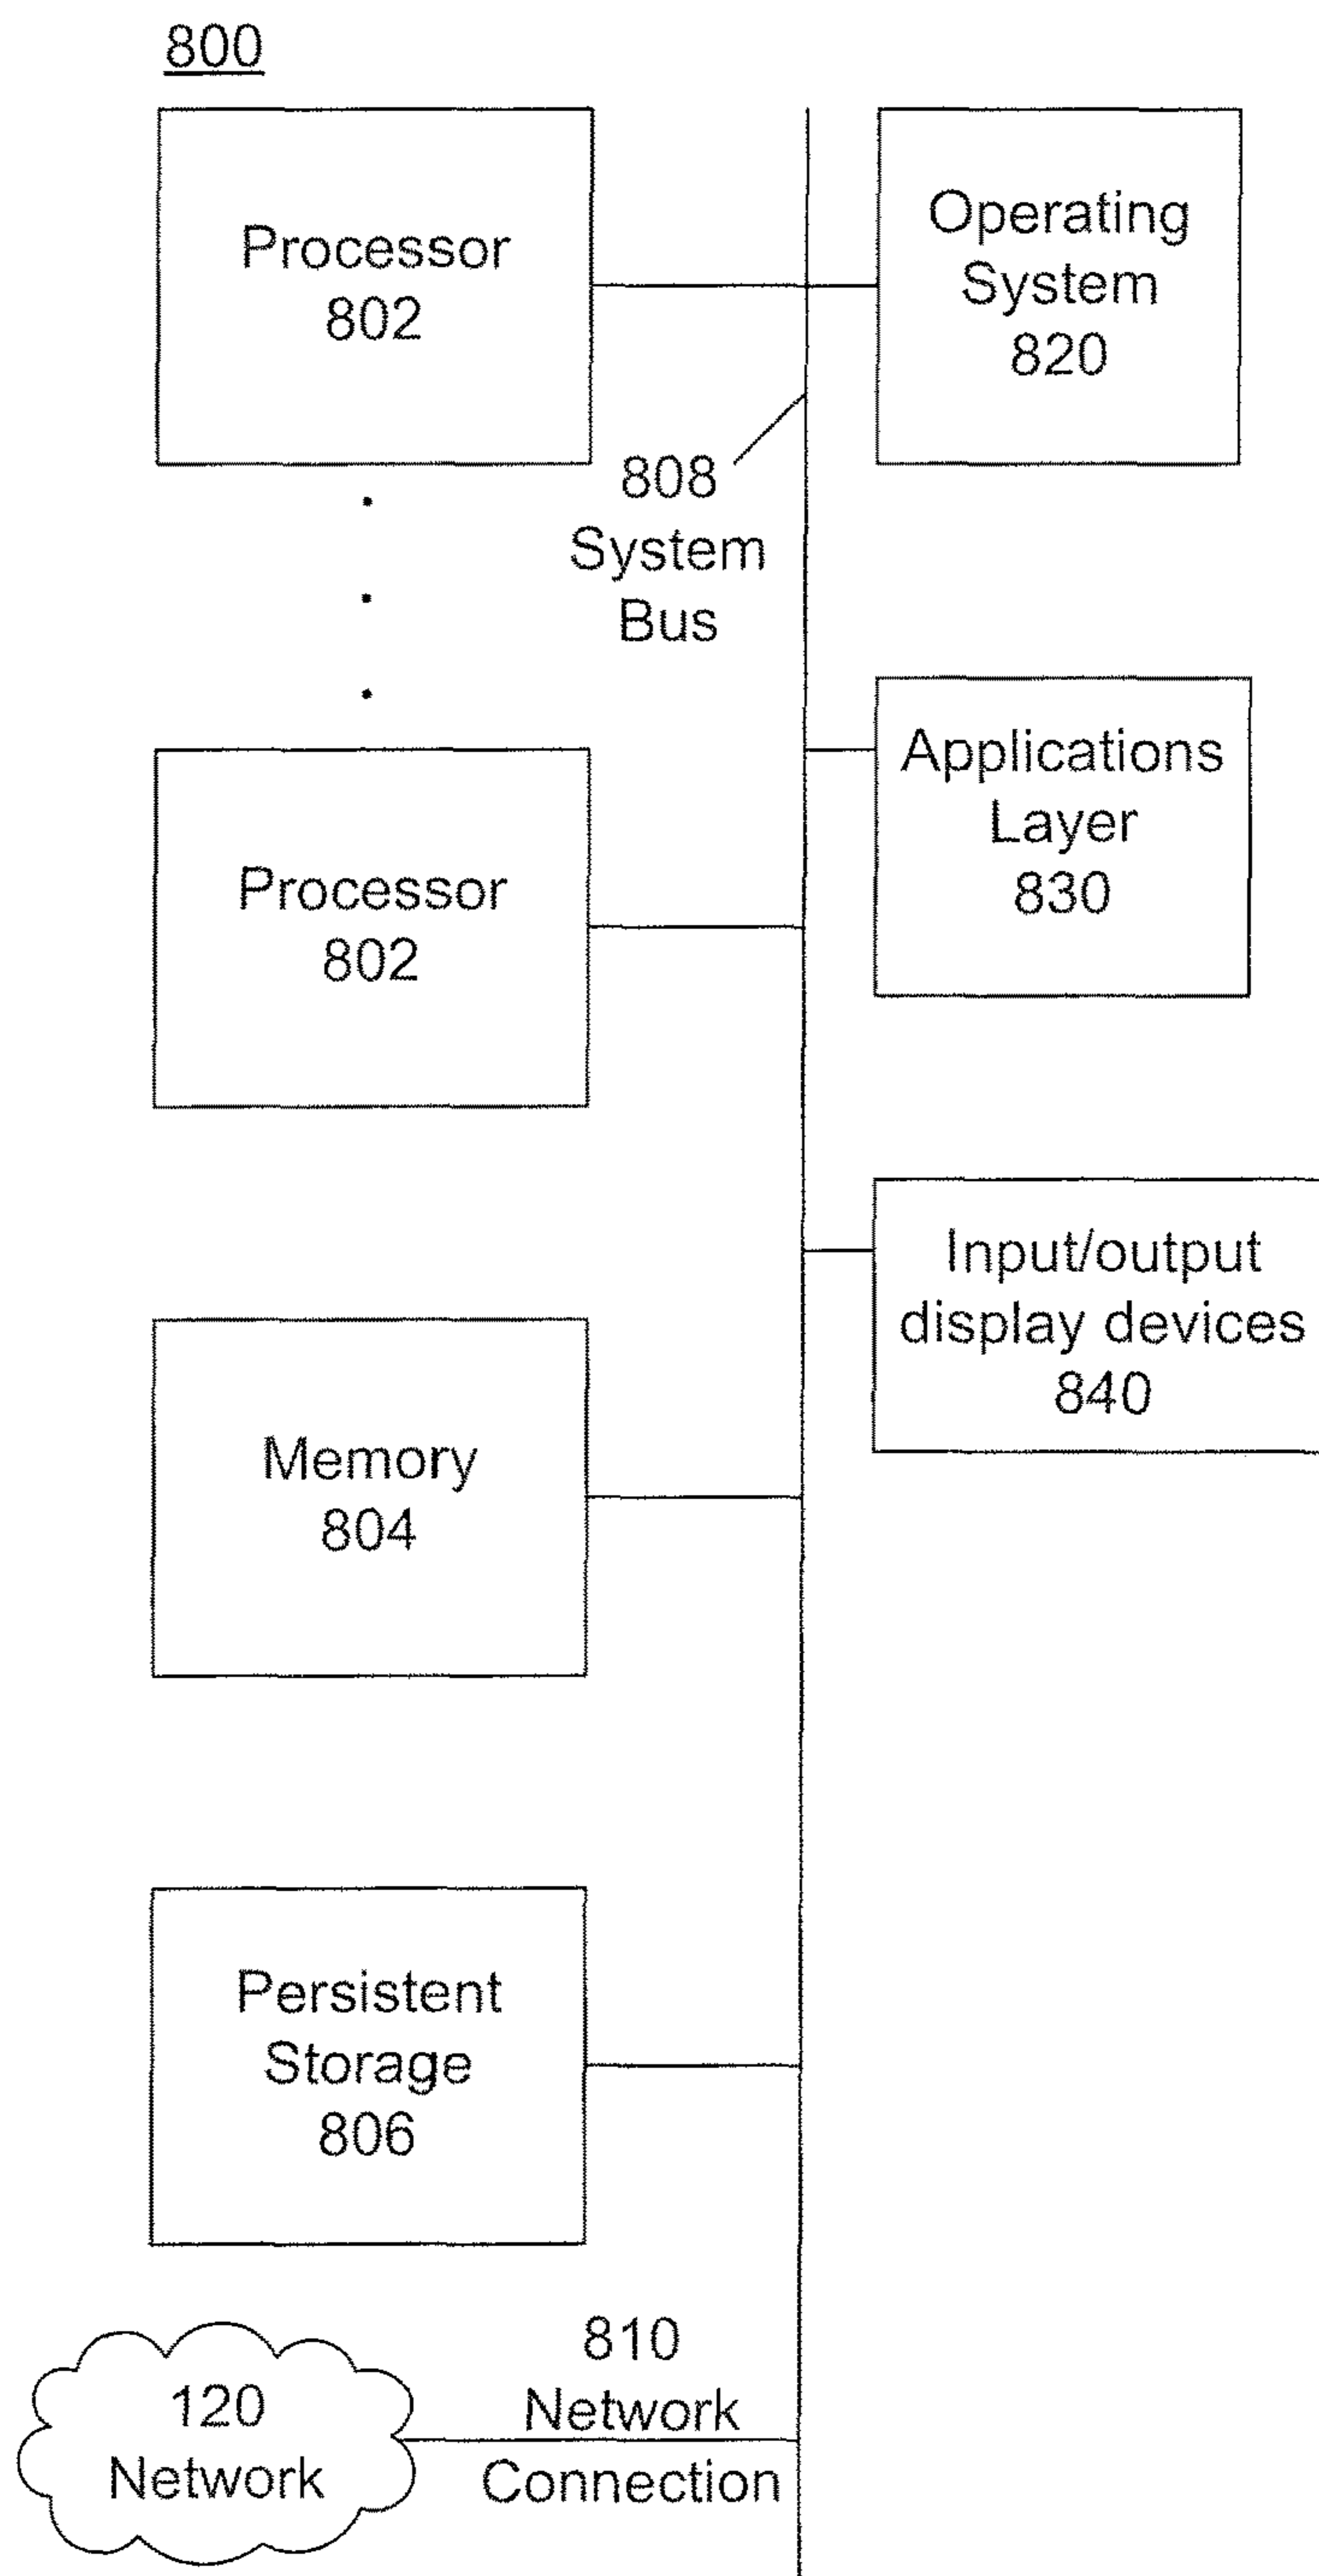 800
Processor
802
Operating
System
820
808
System
Bus
Applications
Layer
830
Processor
802
Input/output
display devices
840
Memory
804
Persistent
Storage
806
810
Network
Connection
120
Network